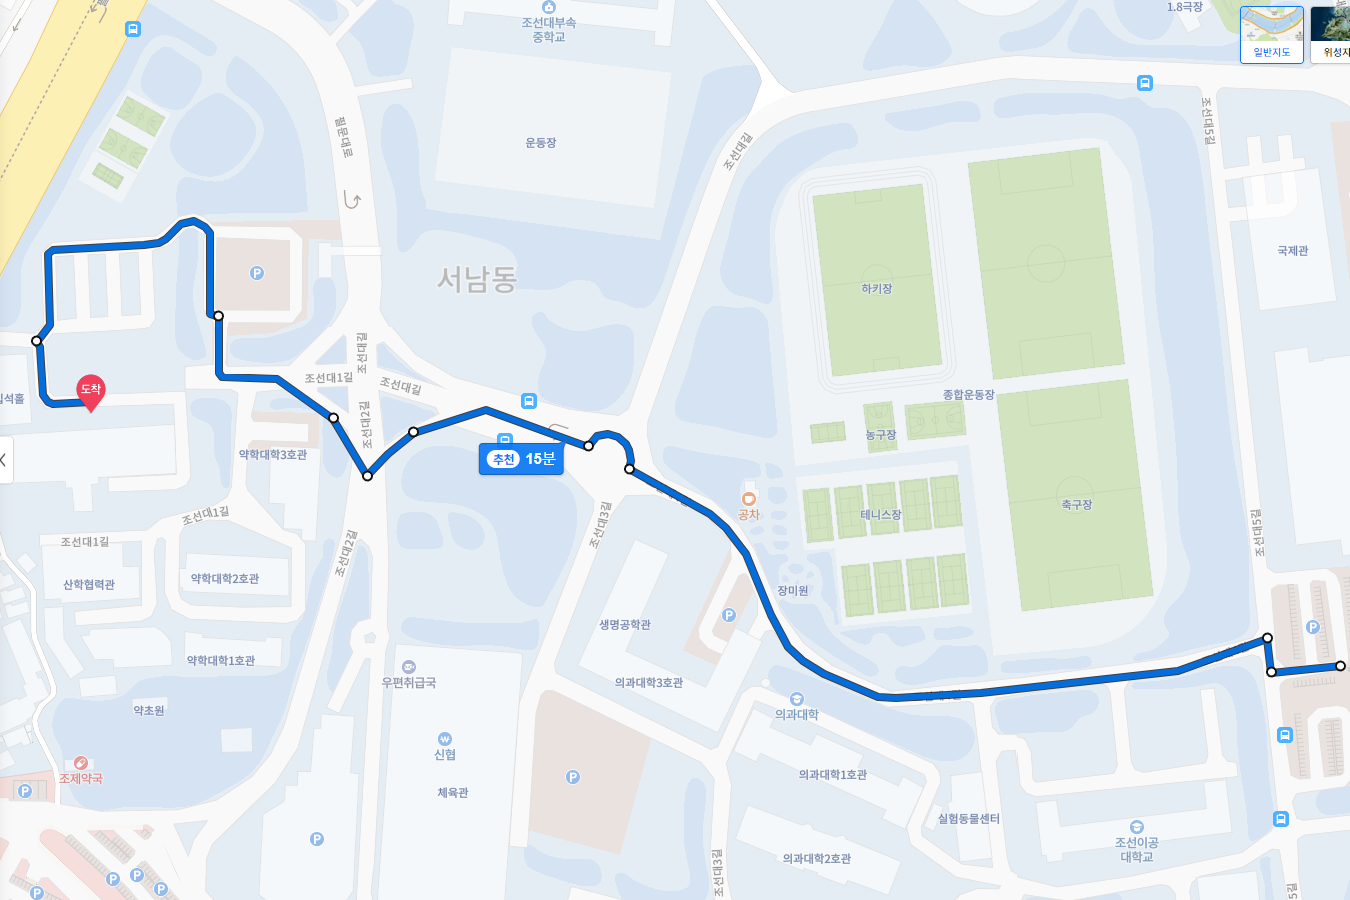 조선대부속
중학교
1.8극장
일반지도
필문대로
운동장
조선대길
조선대5길
국제관
서남동
하키장
종합운동장
농구장
조선대1길
조선대길
조선대2길
조선대길
도착
약학대학3호관
추천 15분
공차
테니스장
축구장
조선대1길
조선대1길
조선대2길
조선대3길
조선대5길
산학협력관
약학대학2호관
장미원
생명공학관
약학대학1호관
우편취급국
의과대학3호관
의과대학
약초원
신협
조제약국
의과대학1호관
체육관
실험동물센터
조선이공
대학교
의과대학2호관
조선대3길
P
P
P
P
P
P
P
P
P
P